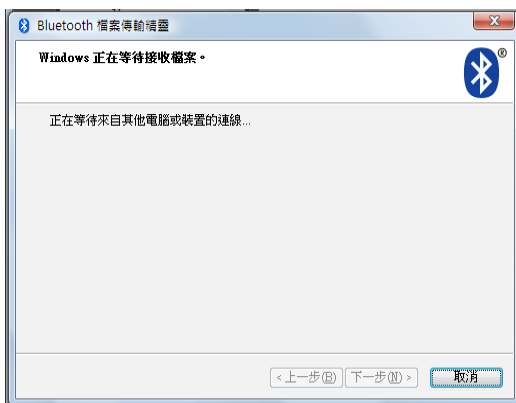 Bluetooth 檔案傳輸精靈
Windows 正在等待接收檔案。
®
正在等待來自其他電腦或裝置的連線...
<上一步(B) 下一步(N)> 取消